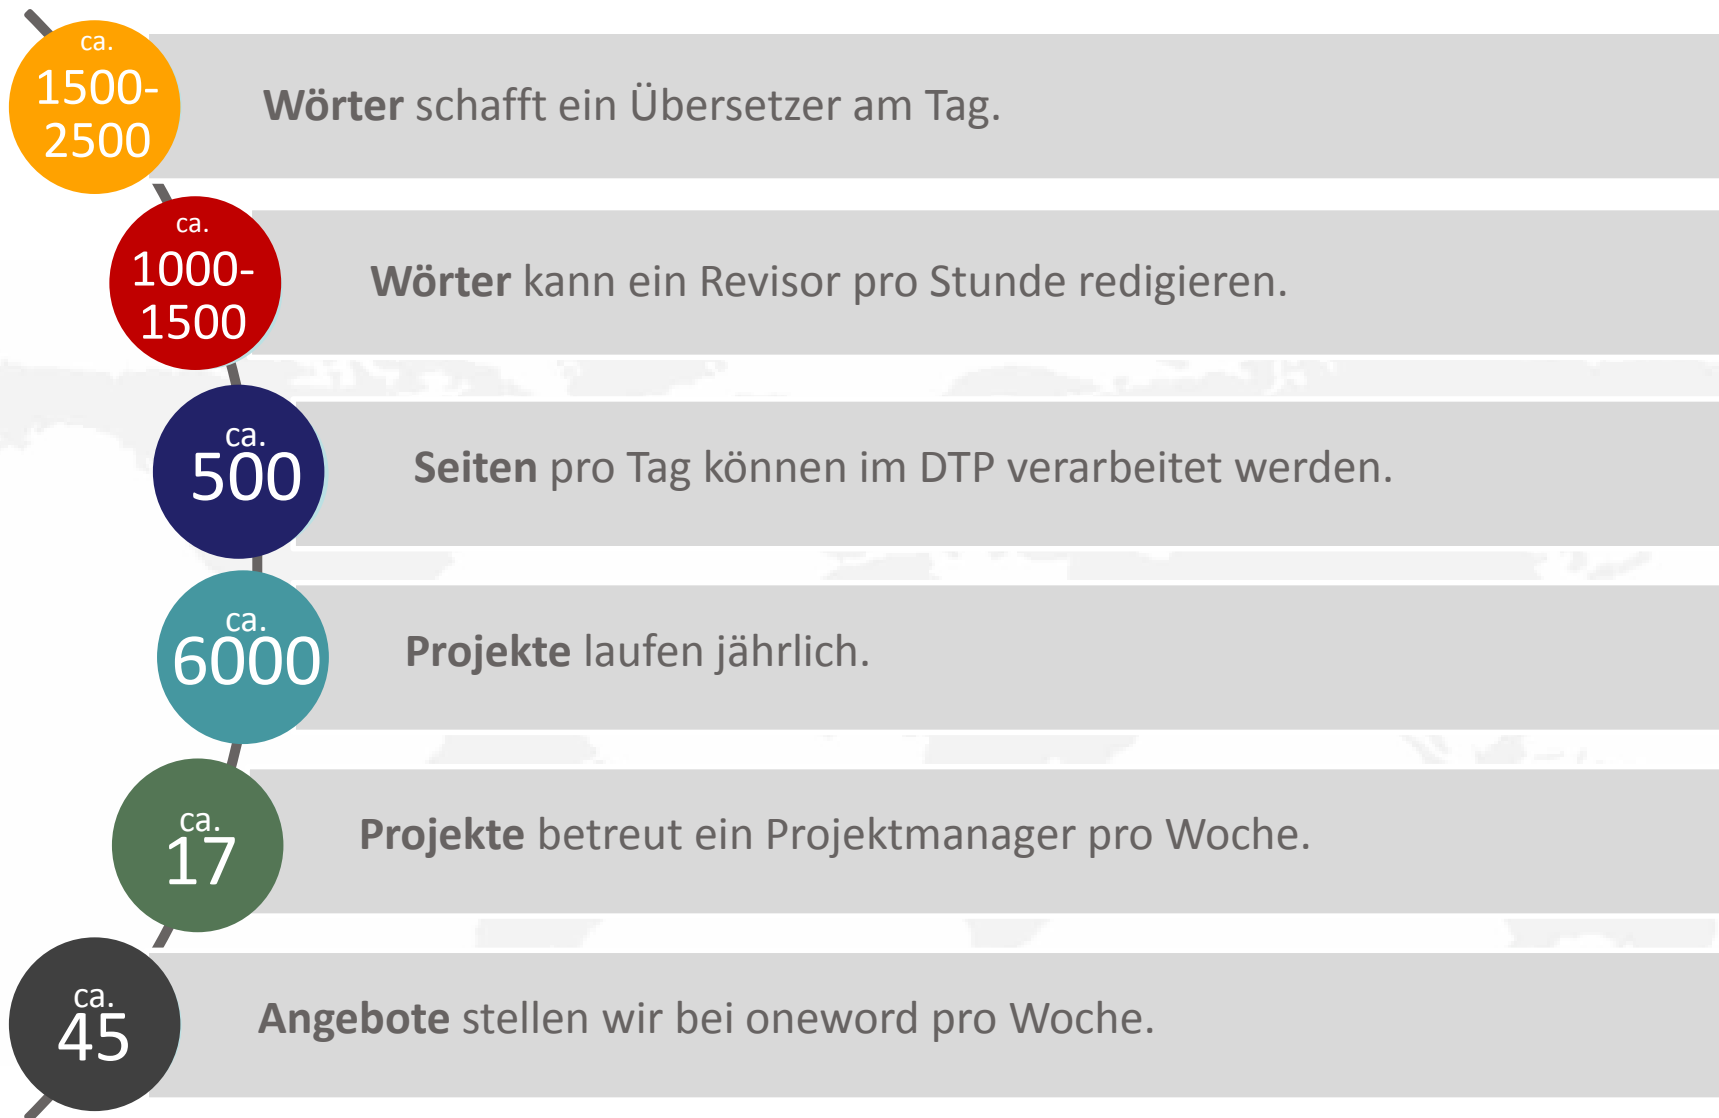 ca.
1500-
2500
Wörter schafft ein Übersetzer am Tag.
ca.
1000-
1500
Wörter kann ein Revisor pro Stunde redigieren.
ca.
500
Seiten pro Tag können im DTP verarbeitet werden.
ca.
6000
Projekte laufen jährlich.
ca.
17
Projekte betreut ein Projektmanager pro Woche.
ca.
45
Angebote stellen wir bei oneword pro Woche.